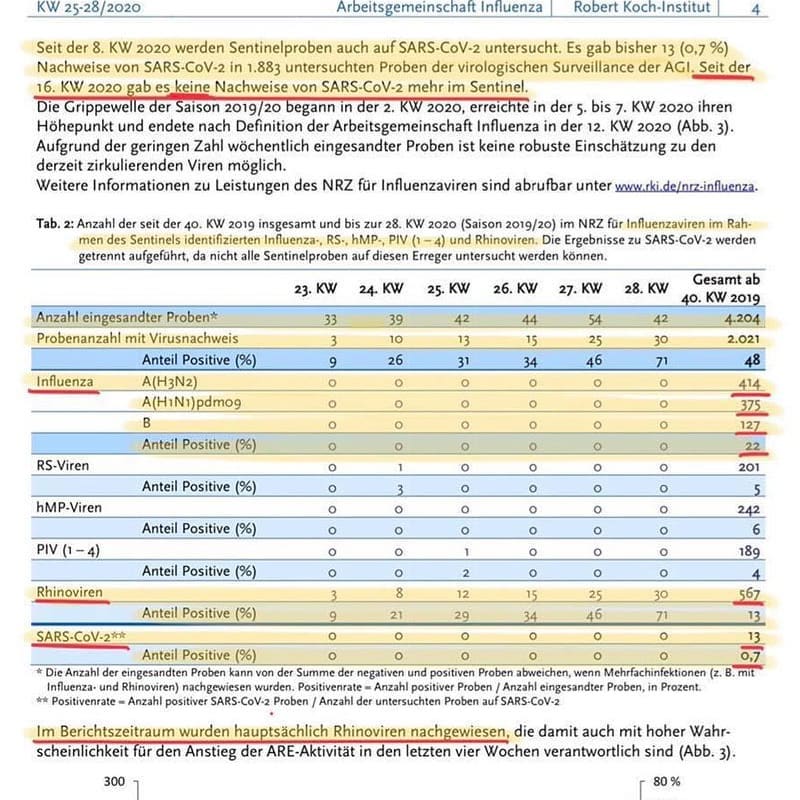 KW 25-28/2020 Arbeitsgemeinschaft Influenza | Robert Koch-Institut | 4
Seit der 8. KW 2020 werden Sentinelproben auch auf SARS-CoV-2 untersucht. Es gab bisher 13 (0,7 %)
Nachweise von SARS-CoV-2 in 1.883 untersuchten Proben der virologischen Surveillance der AGI. Seit der
16. KW 2020 gab es keine Nachweise von SARS-CoV-2 mehr im Sentinel.
Die Grippewelle der Saison 2019/20 begann in der 2. KW 2020, erreichte in der 5. bis 7. KW 2020 ihren
Höhepunkt und endete nach Definition der Arbeitsgemeinschaft Influenza in der 12. KW 2020 (Abb. 3).
Aufgrund der geringen Zahl wöchentlich eingesandter Proben ist keine robuste Einschätzung zu den
derzeit zirkulierenden Viren möglich.
Weitere Informationen zu Leistungen des NRZ für Influenzaviren sind abrufbar unter www.rki.de/nrz-influenza.
Tab. 2: Anzahl der seit der 40. KW 2019 insgesamt und bis zur 28. KW 2020 (Saison 2019/20) im NRZ für Influenzaviren im Rah-
men des Sentinels identifizierten Influenza-, RS-, hMP-, PIV (1 – 4) und Rhinoviren. Die Ergebnisse zu SARS-CoV-2 werden
getrennt aufgeführt, da nicht alle Sentinelproben auf diesen Erreger untersucht werden können.
23. KW 24. KW 25. KW 26. KW 27. KW 28. KW Gesamt ab
40. KW 2019
Anzahl eingesandter Proben* 33 39 42 44 54 42 4.204
Probenanzahl mit Virusnachweis 3 10 13 15 25 30 2.021
Anteil Positive (%) 9 26 31 34 46 71 48
Influenza A(H3N2) 0 0 0 0 0 0 414
A(H1N1)pdm09 0 0 0 0 0 0 375
B 0 0 0 0 0 0 127
Anteil Positive (%) 0 0 0 0 0 0 22
RS-Viren 0 1 0 0 0 0 201
Anteil Positive (%) 0 3 0 0 0 0 5
hMP-Viren 0 0 0 0 0 0 242
Anteil Positive (%) 0 0 0 0 0 0 6
PIV (1 – 4) 0 0 1 0 0 0 189
Anteil Positive (%) 0 0 2 0 0 0 4
Rhinoviren 3 8 12 15 25 30 567
Anteil Positive (%) 9 21 29 34 46 71 13
SARS-CoV-2** 0 0 0 0 0 0 13
Anteil Positive (%) 0 0 0 0 0 0 0,7
* Die Anzahl der eingesandten Proben kann von der Summe der negativen und positiven Proben abweichen, wenn Mehrfachinfektionen (z. B. mit
Influenza- und Rhinoviren) nachgewiesen wurden. Positivenrate = Anzahl positiver Proben / Anzahl eingesandter Proben, in Prozent.
** Positivenrate = Anzahl positiver SARS-CoV-2 Proben / Anzahl der untersuchten Proben auf SARS-CoV-2
Im Berichtszeitraum wurden hauptsächlich Rhinoviren nachgewiesen, die damit auch mit hoher Wahr-
scheinlichkeit für den Anstieg der ARE-Aktivität in den letzten vier Wochen verantwortlich sind (Abb. 3).
300 80 %